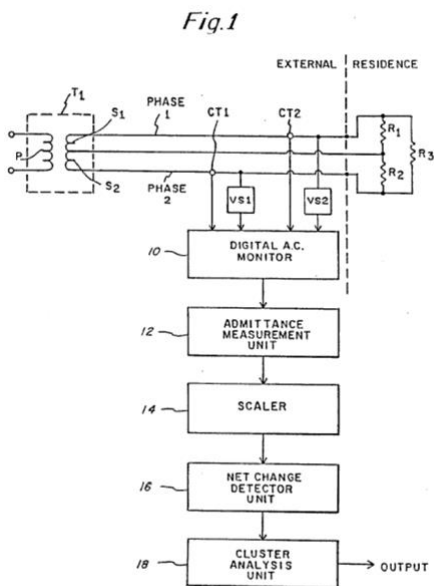 Fig.1
EXTERNAL
RESIDENCE
T1
S1
PHASE
1
CT1
CT2
R1
R3
P
R2
S2
PHASE
2
VS1
VS2
10
DIGITAL A.C.
MONITOR
12
ADMITTANCE
MEASUREMENT
UNIT
14
SCALER
16
NET CHANGE
DETECTOR
UNIT
18
CLUSTER
ANALYSIS
UNIT
OUTPUT